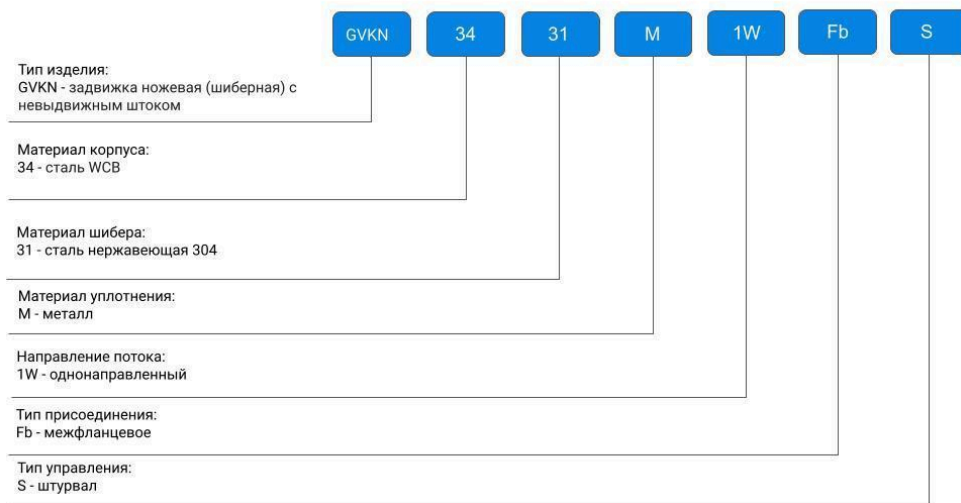 GVKN 34 31 M 1W Fb S
Тип изделия:
GVKN - задвижка ножевая (шиберная) с
невыдвижным штоком
Материал корпуса:
34 - сталь WCB
Материал шибера:
31 - сталь нержавеющая 304
Материал уплотнения:
M - металл
Направление потока:
1W - однонаправленный
Тип присоединения:
Fb - межфланцевое
Тип управления:
S - штурвал